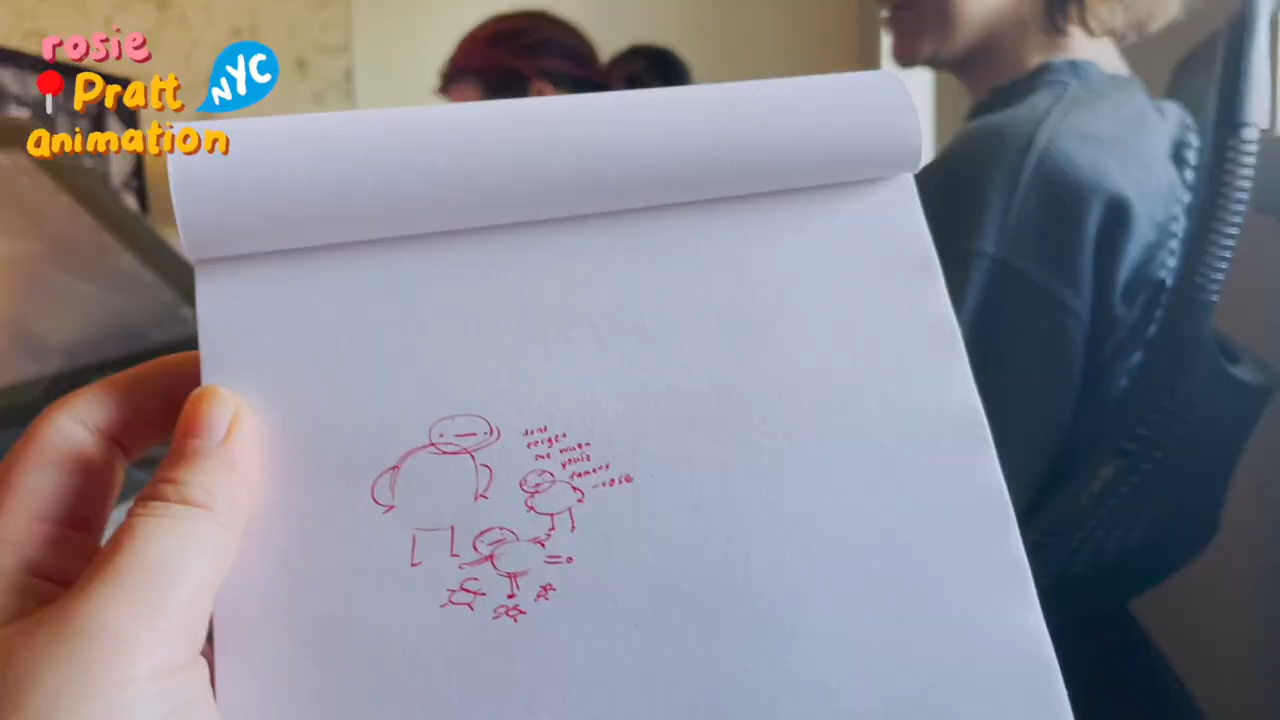 rosie
Pratt
NYC
animation
dont
forget
me when
you're
famous
-rose